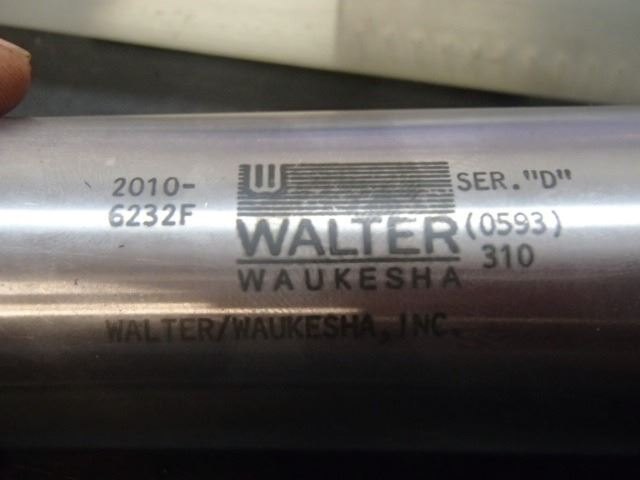 2010-
6232F
W
WALTER
WAUKESHA
SER."D"
(0593)
310
WALTER/WAUKESHA,INC.